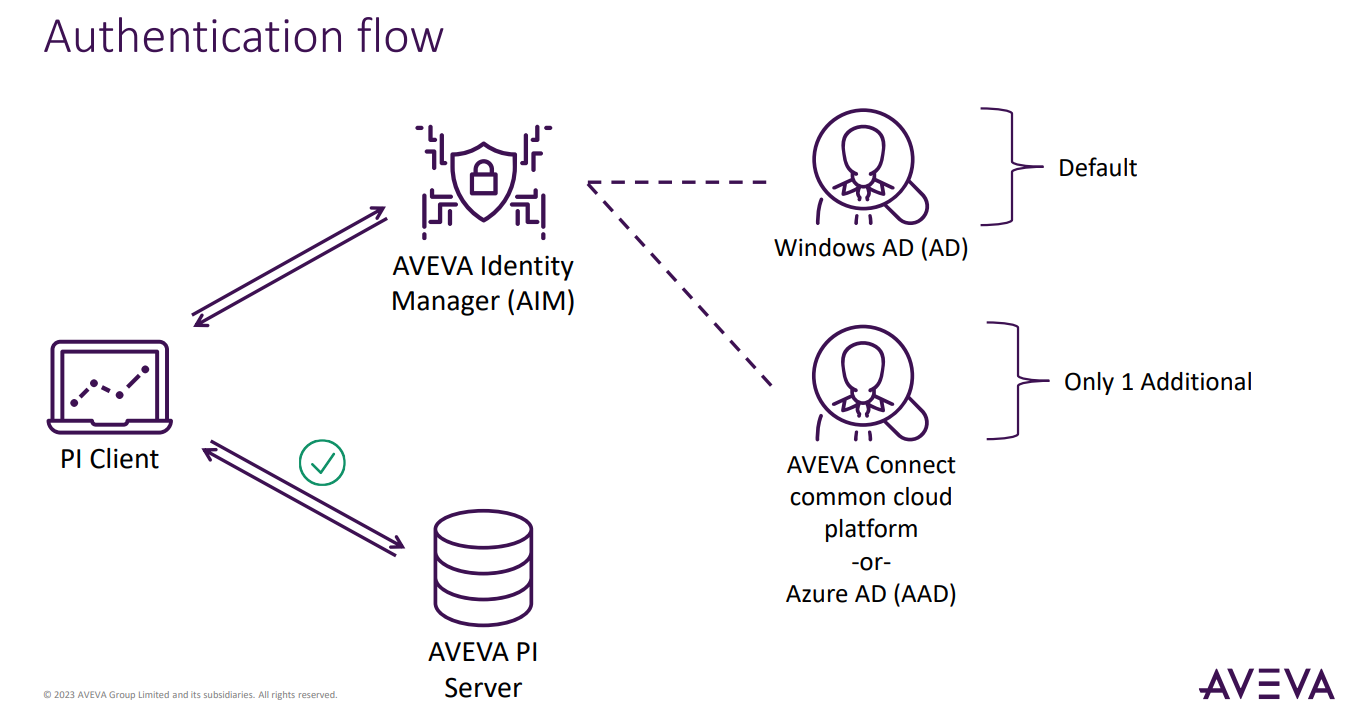 Authentication flow
AVEVA Identity
Manager (AIM)
Windows AD (AD)
Default
PI Client
AVEVA Connect
common cloud
platform
-or-
Azure AD (AAD)
Only 1 Additional
AVEVA PI
Server
© 2023 AVEVA Group Limited and its subsidiaries. All rights reserved.
AVEVA